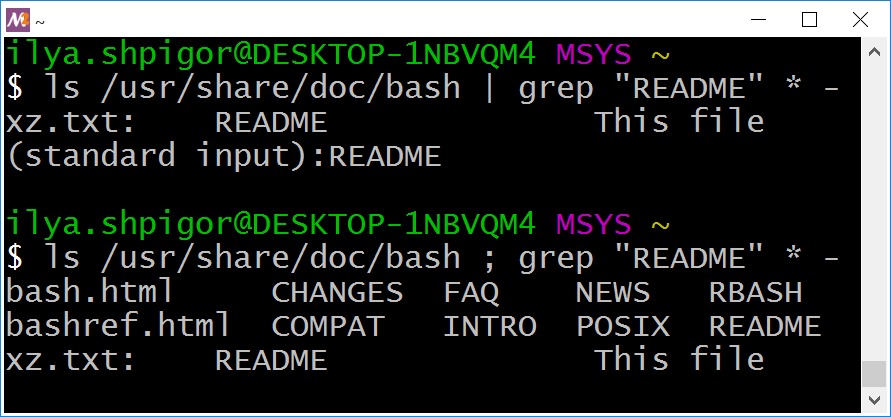 ~
ilya.shpigor@DESKTOP-1NBVQM4 MSYS ~
$ ls /usr/share/doc/bash | grep "README" * -
xz.txt:    README              This file
(standard input):README
ilya.shpigor@DESKTOP-1NBVQM4 MSYS ~
$ ls /usr/share/doc/bash ; grep "README" * -
bash.html     CHANGES  FAQ    NEWS   RBASH
bashref.html  COMPAT   INTRO  POSIX  README
xz.txt:    README              This file